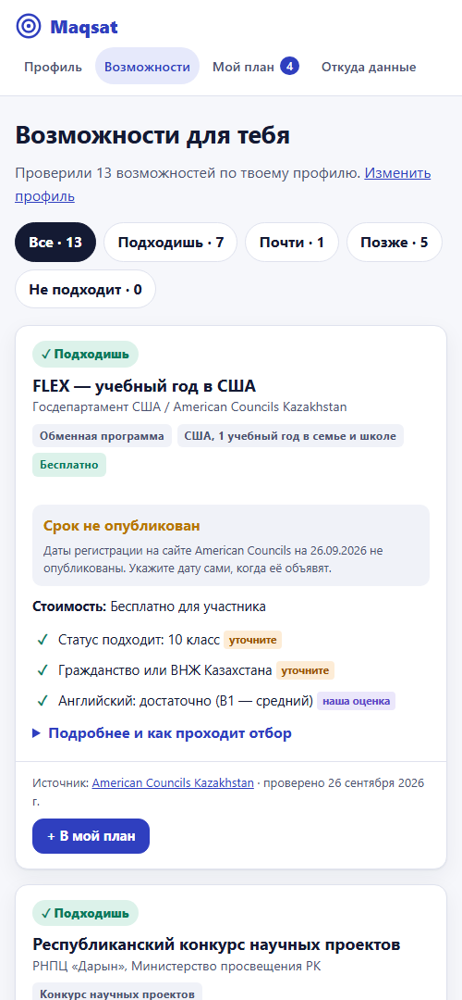 Maqsat
Профиль Возможности Мой план 4 Откуда данные
Возможности для тебя
Проверили 13 возможностей по твоему профилю. Изменить
профиль
Все · 13 Подходишь · 7 Почти · 1 Позже · 5
Не подходит · 0
✓ Подходишь
FLEX — учебный год в США
Госдепартамент США / American Councils Kazakhstan
Обменная программа США, 1 учебный год в семье и школе
Бесплатно
Срок не опубликован
Даты регистрации на сайте American Councils на 26.09.2026 не
опубликованы. Укажите дату сами, когда её объявят.
Стоимость: Бесплатно для участника
✓ Статус подходит: 10 класс уточните
✓ Гражданство или ВНЖ Казахстана уточните
✓ Английский: достаточно (B1 — средний) наша оценка
▶ Подробнее и как проходит отбор
Источник: American Councils Kazakhstan · проверено 26 сентября 2026
г.
+ В мой план
✓ Подходишь
Республиканский конкурс научных проектов
РНПЦ «Дарын», Министерство просвещения РК
Конкурс научных проектов